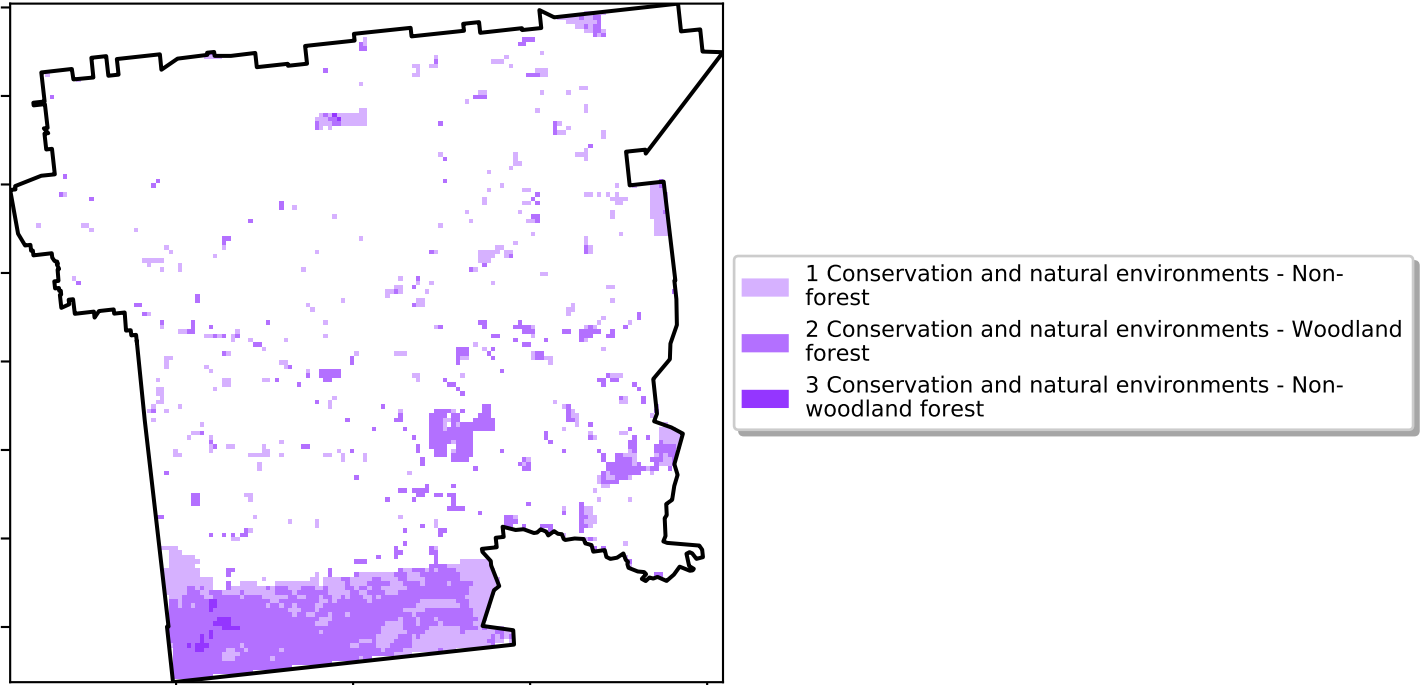 1 Conservation and natural environments - Non-
forest
2 Conservation and natural environments - Woodland
forest
3 Conservation and natural environments - Non-
woodland forest